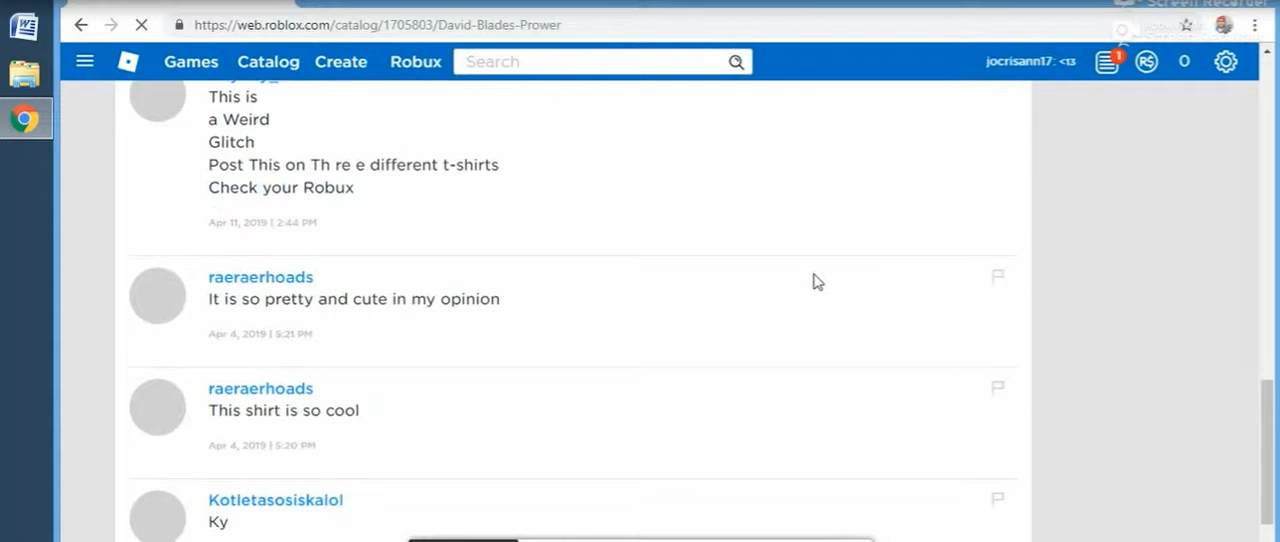 Screen Recorder
https://web.roblox.com/catalog/1705803/David-Blades-Prower
Games Catalog Create Robux Search jocrisann17: <13 1 R$ 0
This is
a Weird
Glitch
Post This on Th re e different t-shirts
Check your Robux
Apr 11, 2019 | 2:44 PM
raeraerhoads
It is so pretty and cute in my opinion
Apr 4, 2019 | 5:21 PM
raeraerhoads
This shirt is so cool
Apr 4, 2019 | 5:20 PM
Kotletasosiskalol
Ky